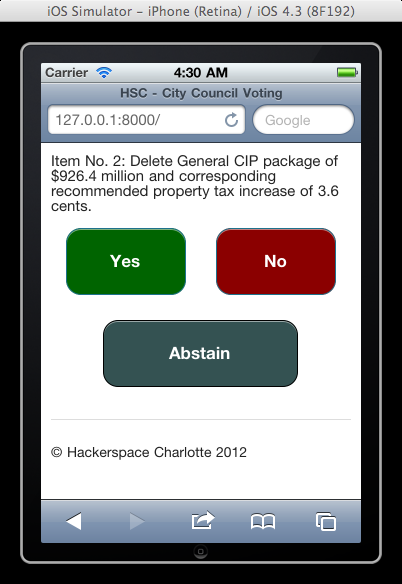 iOS Simulator - iPhone (Retina) / iOS 4.3 (8F192)
Carrier 4:30 AM
HSC - City Council Voting
127.0.0.1:8000/ Google
Item No. 2: Delete General CIP package of
$926.4 million and corresponding
recommended property tax increase of 3.6
cents.
Yes No
Abstain
© Hackerspace Charlotte 2012